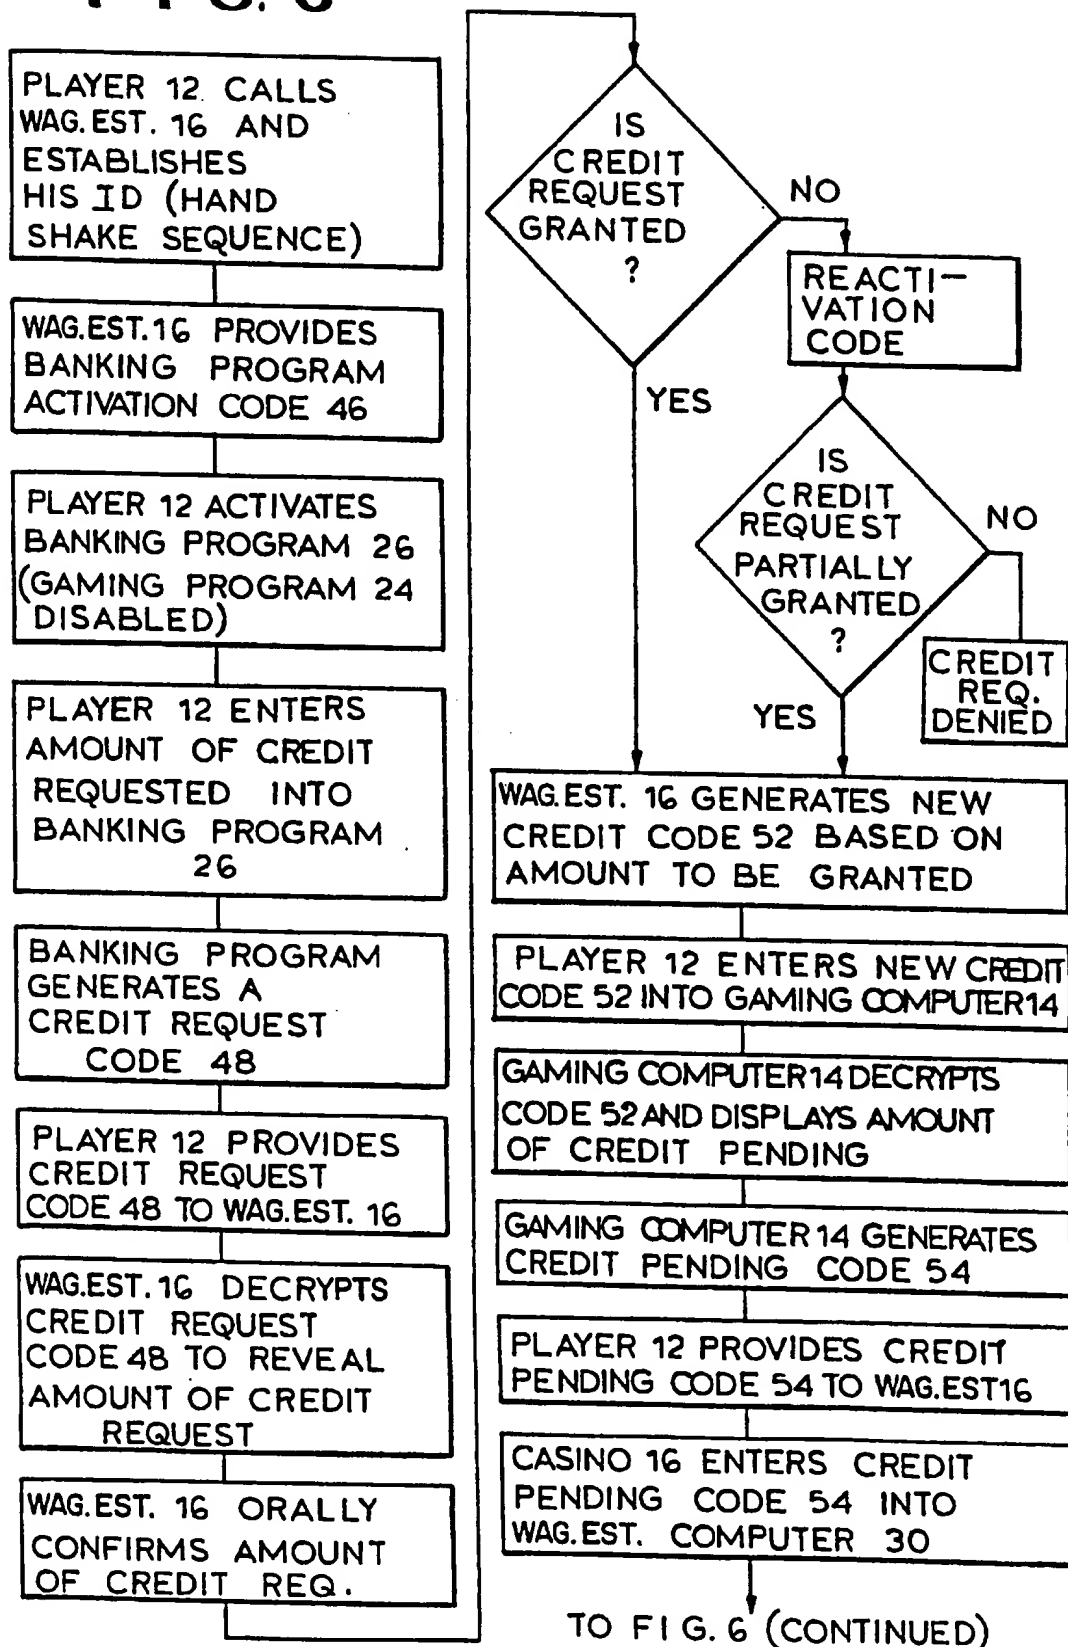 FIG. 6
PLAYER 12 CALLS
WAG.EST. 16 AND
ESTABLISHES
HIS ID (HAND
SHAKE SEQUENCE)
WAG.EST.16 PROVIDES
BANKING PROGRAM
ACTIVATION CODE 46
PLAYER 12 ACTIVATES
BANKING PROGRAM 26
(GAMING PROGRAM 24
DISABLED)
PLAYER 12 ENTERS
AMOUNT OF CREDIT
REQUESTED INTO
BANKING PROGRAM
26
BANKING PROGRAM
GENERATES A
CREDIT REQUEST
CODE 48
PLAYER 12 PROVIDES
CREDIT REQUEST
CODE 48 TO WAG.EST. 16
WAG.EST.16 DECRYPTS
CREDIT REQUEST
CODE 48 TO REVEAL
AMOUNT OF CREDIT
REQUEST
WAG.EST. 16 ORALLY
CONFIRMS AMOUNT
OF CREDIT REQ.
IS
CREDIT
REQUEST
GRANTED
?
NO
YES
REACTI-
VATION
CODE
IS
CREDIT
REQUEST
PARTIALLY
GRANTED
?
NO
YES
CREDIT
REQ.
DENIED
WAG.EST. 16 GENERATES NEW
CREDIT CODE 52 BASED ON
AMOUNT TO BE GRANTED
PLAYER 12 ENTERS NEW CREDIT
CODE 52 INTO GAMING COMPUTER 14
GAMING COMPUTER 14 DECRYPTS
CODE 52 AND DISPLAYS AMOUNT
OF CREDIT PENDING
GAMING COMPUTER 14 GENERATES
CREDIT PENDING CODE 54
PLAYER 12 PROVIDES CREDIT
PENDING CODE 54 TO WAG.EST16
CASINO 16 ENTERS CREDIT
PENDING CODE 54 INTO
WAG.EST. COMPUTER 30
TO FIG. 6 (CONTINUED)